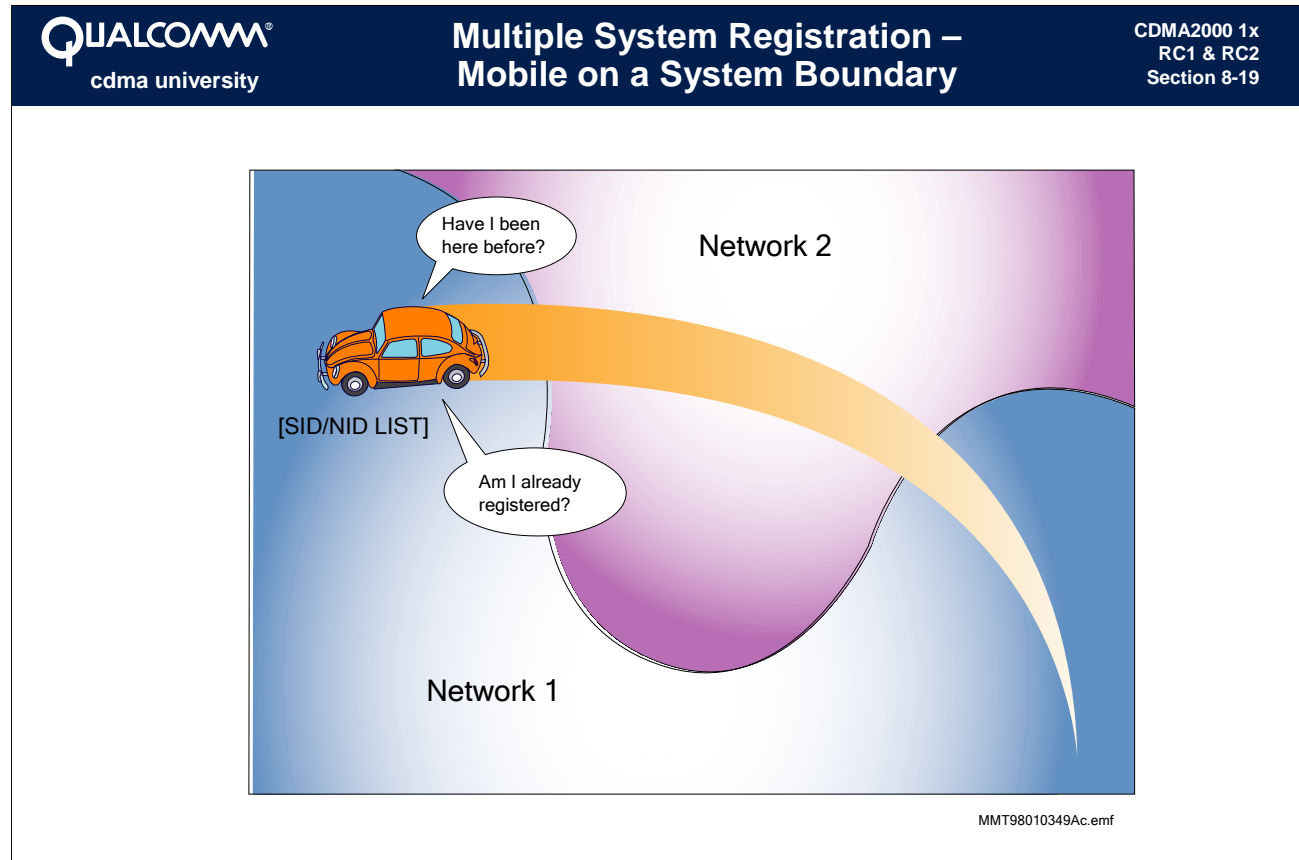 QUALCOMM®
cdma university
Multiple System Registration –
Mobile on a System Boundary
CDMA2000 1x
RC1 & RC2
Section 8-19
Have I been
here before?
Network 2
[SID/NID LIST]
Am I already
registered?
Network 1
MMT98010349Ac.emf